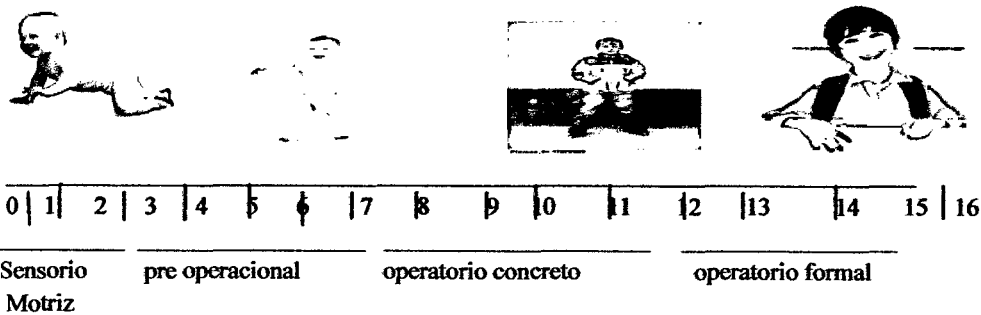 0 1 2 3 4 5 6 7 8 9 10 11 12 13 14 15 16
Sensorio pre operacional operatorio concreto operatorio formal
Motriz